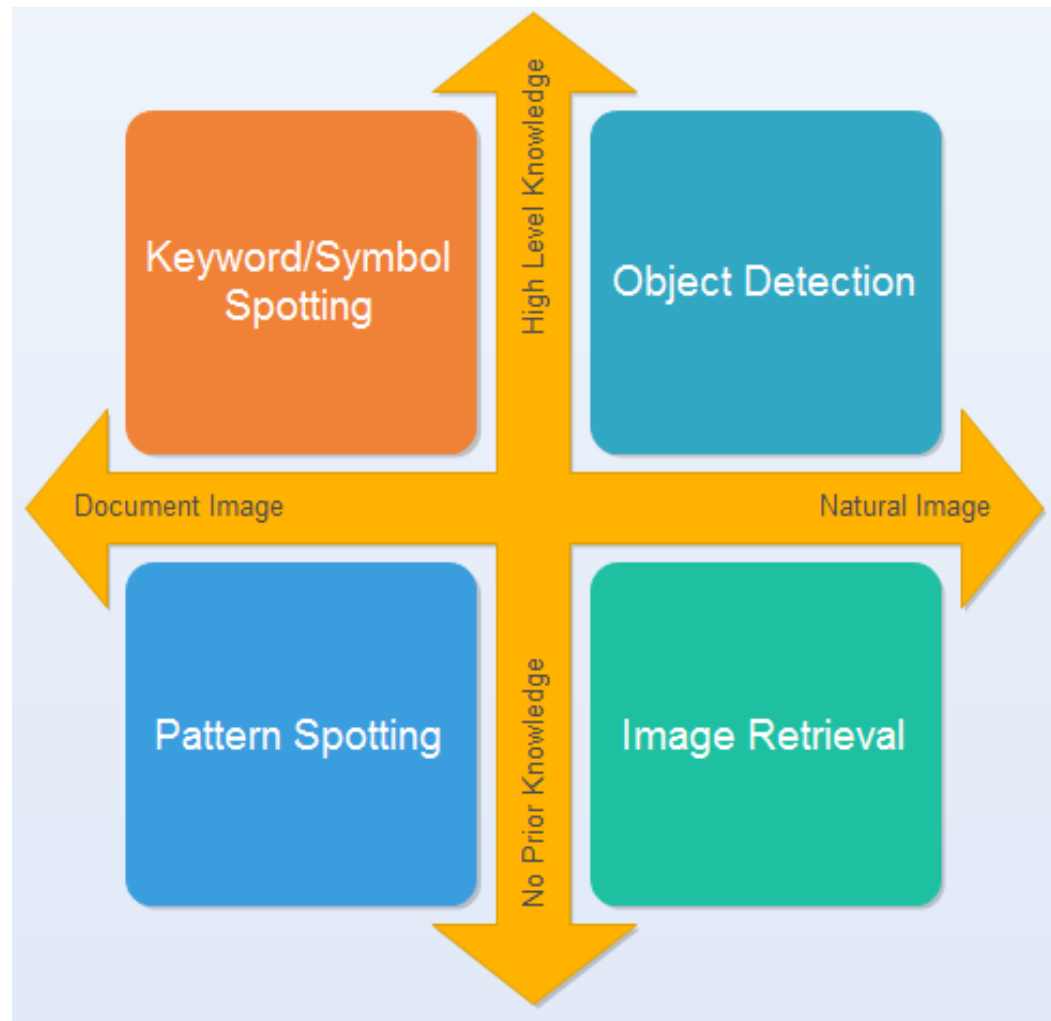 High Level Knowledge
Keyword/Symbol
Spotting
Object Detection
Document Image
Natural Image
Pattern Spotting
Image Retrieval
No Prior Knowledge